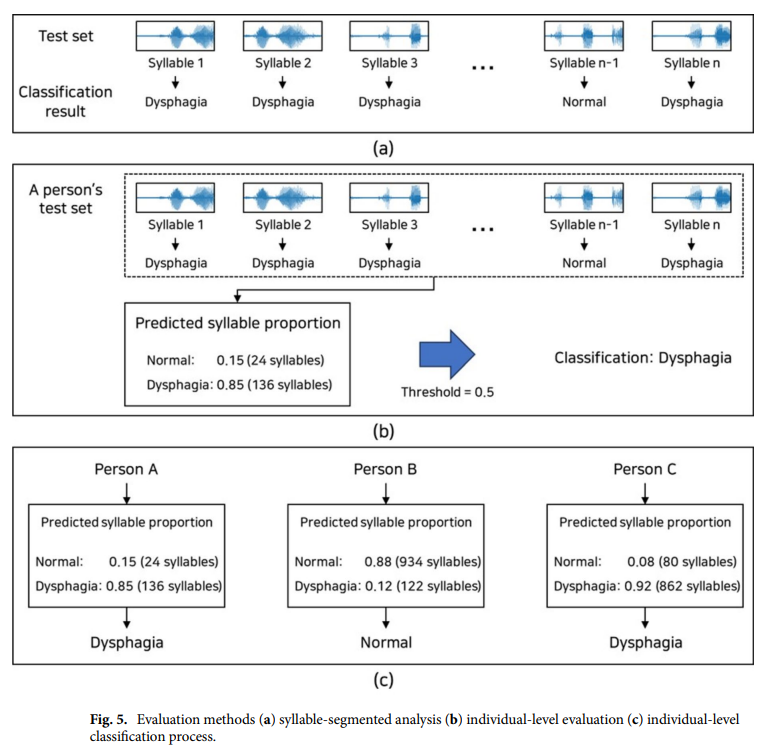 Test set
Syllable 1 Syllable 2 Syllable 3 ... Syllable n-1 Syllable n
Classification
result
Dysphagia Dysphagia Dysphagia Normal Dysphagia
(a)
A person's
test set
Syllable 1 Syllable 2 Syllable 3 ... Syllable n-1 Syllable n
Dysphagia Dysphagia Dysphagia Normal Dysphagia
Predicted syllable proportion
Normal: 0.15 (24 syllables)
Dysphagia: 0.85 (136 syllables)
Threshold = 0.5
Classification: Dysphagia
(b)
Person A
Predicted syllable proportion
Normal: 0.15 (24 syllables)
Dysphagia: 0.85 (136 syllables)
Dysphagia
Person B
Predicted syllable proportion
Normal: 0.88 (934 syllables)
Dysphagia: 0.12 (122 syllables)
Normal
Person C
Predicted syllable proportion
Normal: 0.08 (80 syllables)
Dysphagia: 0.92 (862 syllables)
Dysphagia
(c)
Fig. 5. Evaluation methods (a) syllable-segmented analysis (b) individual-level evaluation (c) individual-level
classification process.